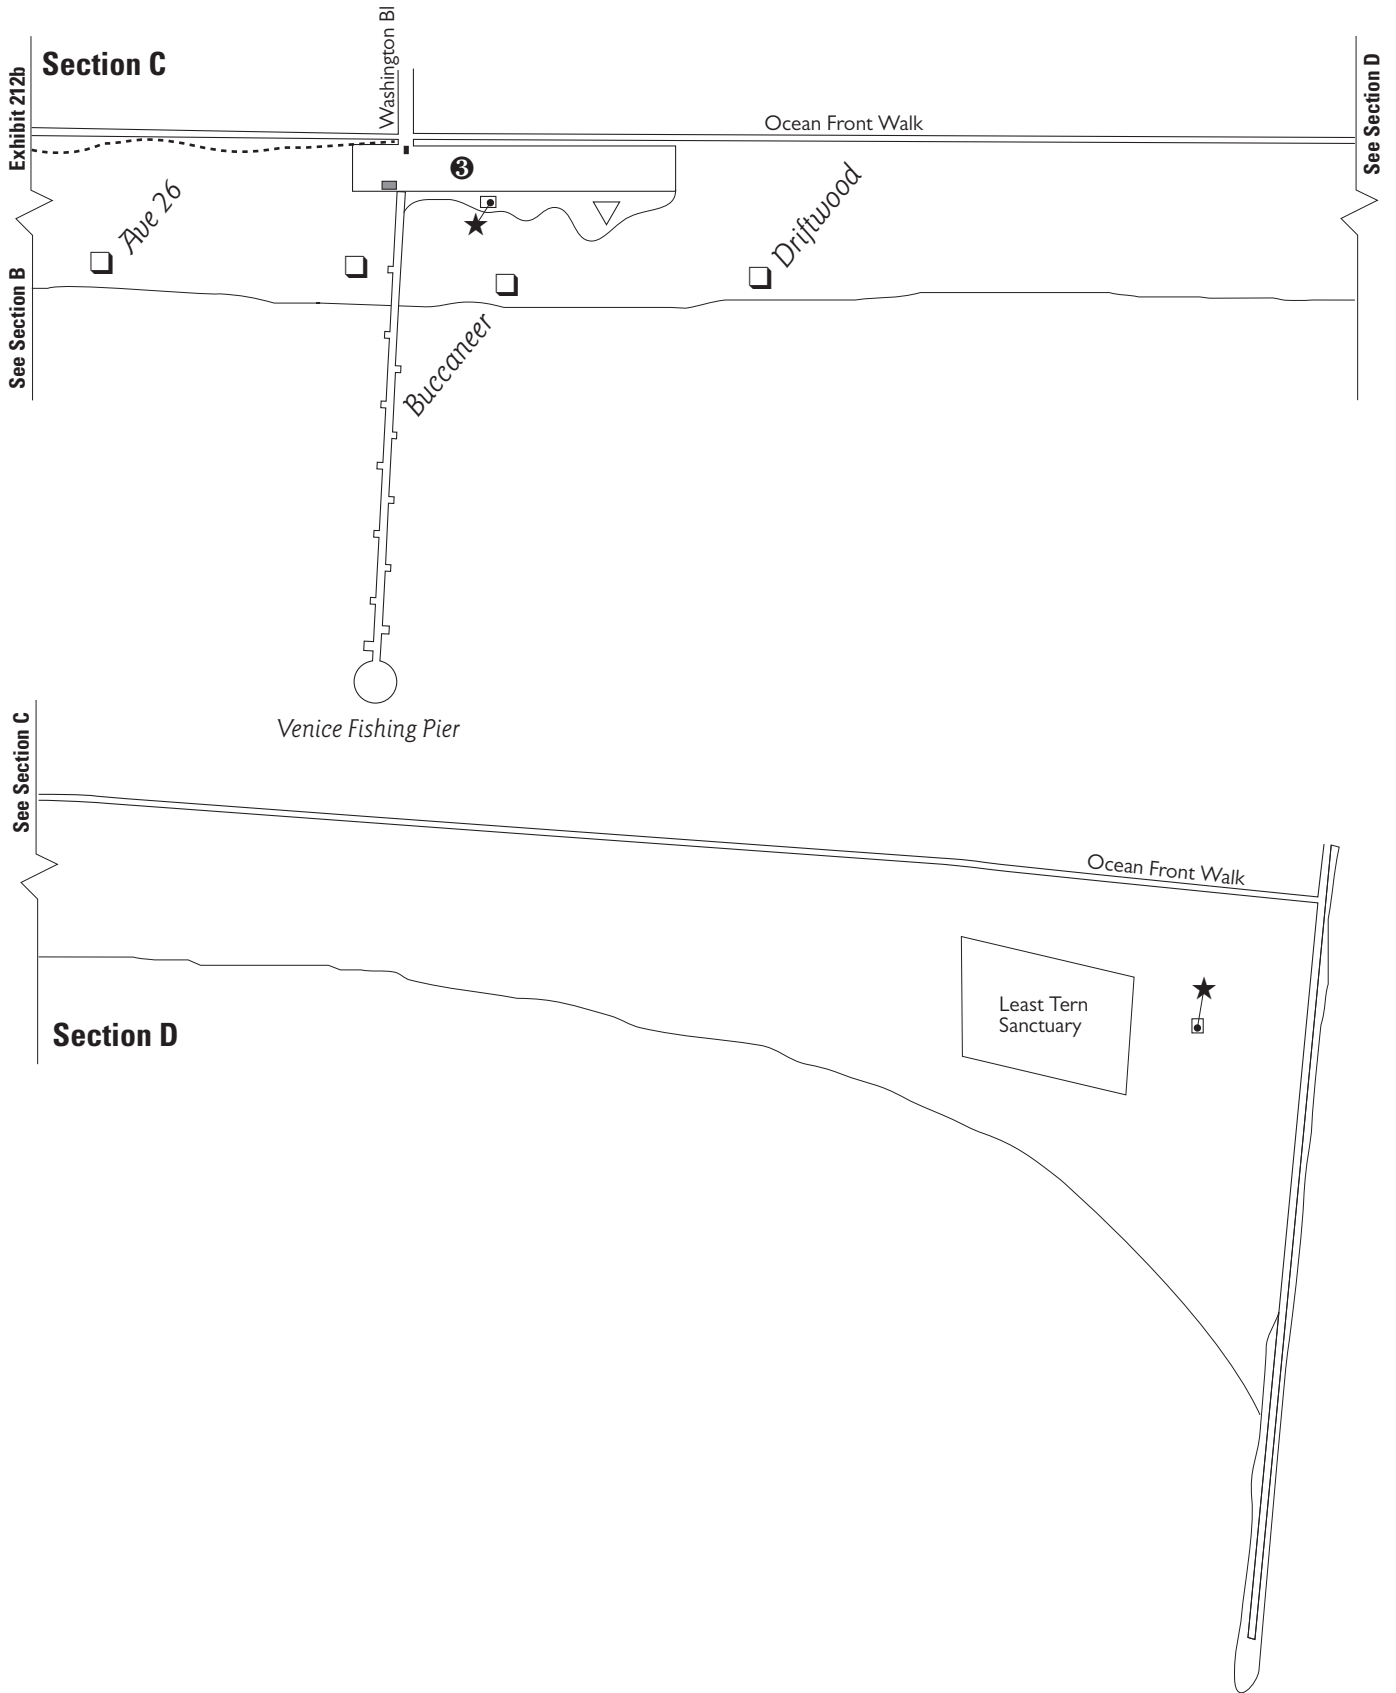 Section C
Washington Bl
Exhibit 212b
See Section D
Ocean Front Walk
3
Ave 26
Driftwood
See Section B
Buccaneer
Venice Fishing Pier
See Section C
Ocean Front Walk
Least Tern
Sanctuary
Section D